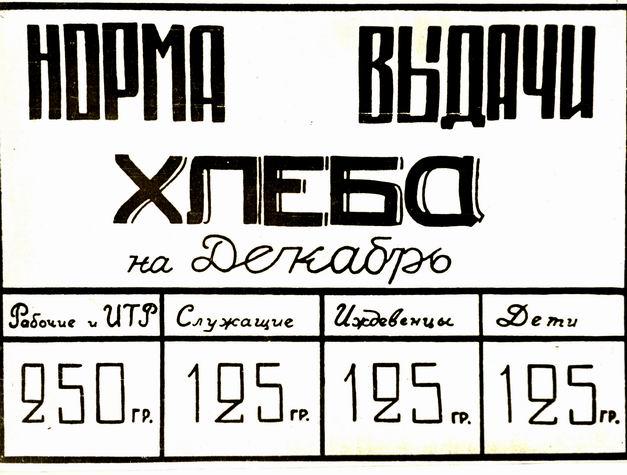 НОРМА ВЫДАЧИ
ХЛЕБА
на Декабрь
Рабочие и ИТР Служащие Иждевенцы Дети
250 гр. 125 гр. 125 гр. 125 гр.